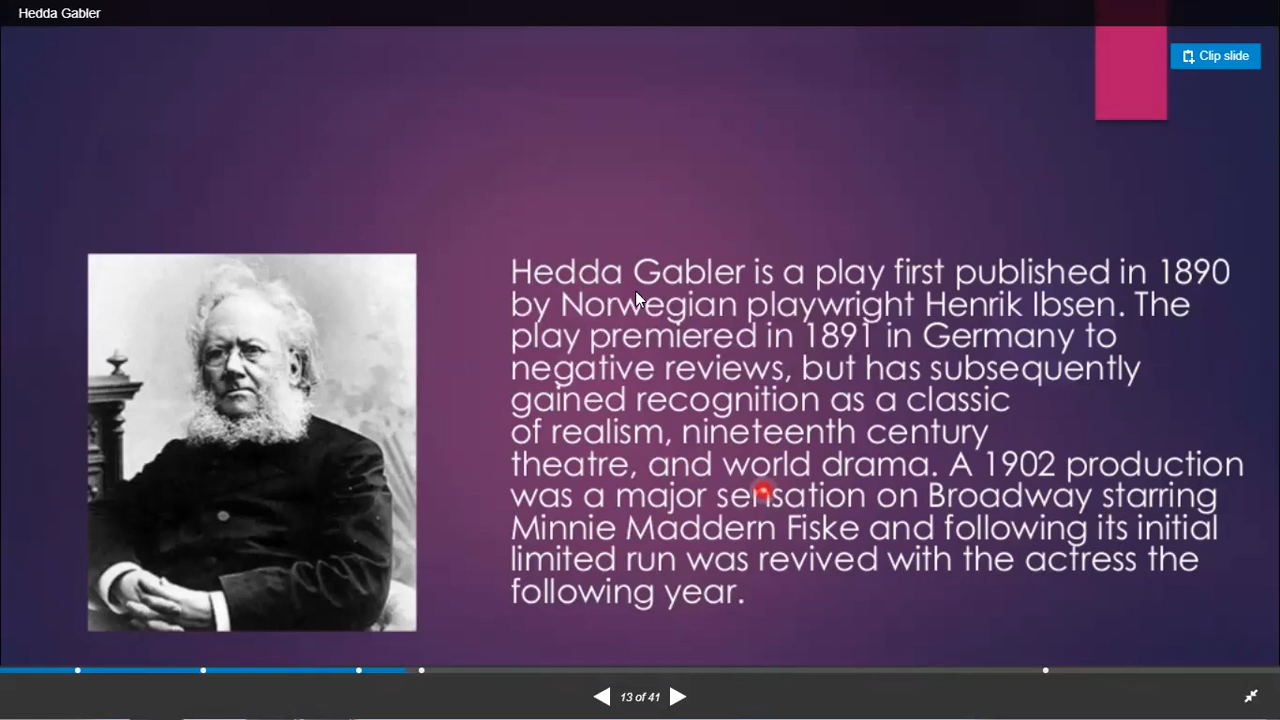 Hedda Gabler
Clip slide
Hedda Gabler is a play first published in 1890
by Norwegian playwright Henrik Ibsen. The
play premiered in 1891 in Germany to
negative reviews, but has subsequently
gained recognition as a classic
of realism, nineteenth century
theatre, and world drama. A 1902 production
was a major sensation on Broadway starring
Minnie Maddern Fiske and following its initial
limited run was revived with the actress the
following year.
13 of 41